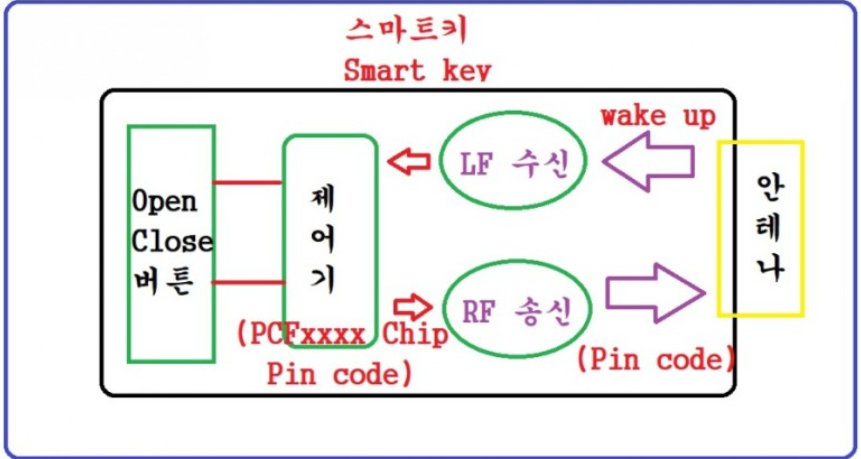 스마트키
Smart key
wake up
LF 수신
안테나
Open
Close
버튼
제어기
RF 송신
(PCFxxxx Chip
Pin code)
(Pin code)